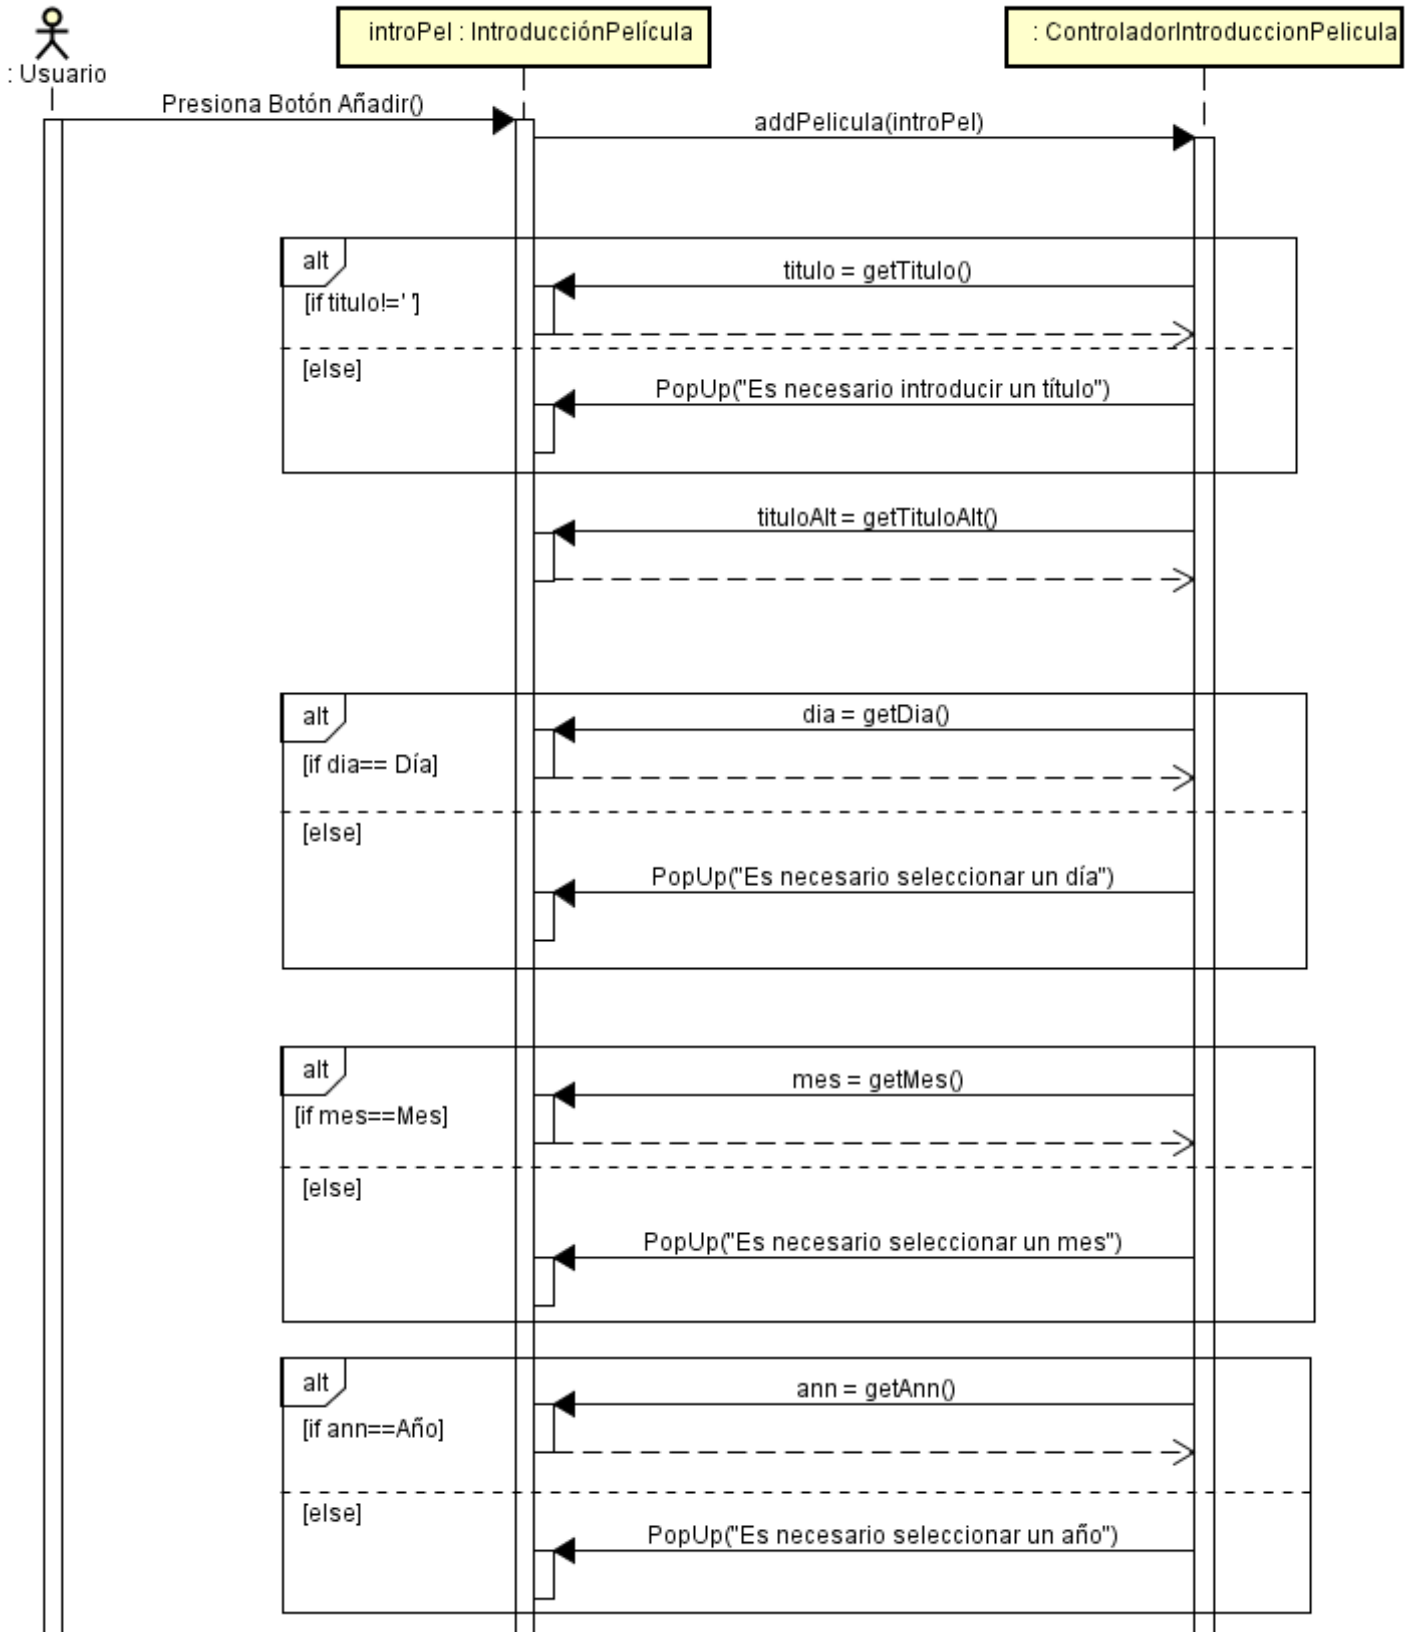 : Usuario
introPel : IntroducciónPelícula
: ControladorIntroduccionPelicula
Presiona Botón Añadir()
addPelicula(introPel)
alt
titulo = getTitulo()
[if titulo!=' ']
[else]
PopUp("Es necesario introducir un título")
tituloAlt = getTituloAlt()
alt
dia = getDia()
[if dia== Día]
[else]
PopUp("Es necesario seleccionar un día")
alt
mes = getMes()
[if mes==Mes]
[else]
PopUp("Es necesario seleccionar un mes")
alt
ann = getAnn()
[if ann==Año]
[else]
PopUp("Es necesario seleccionar un año")